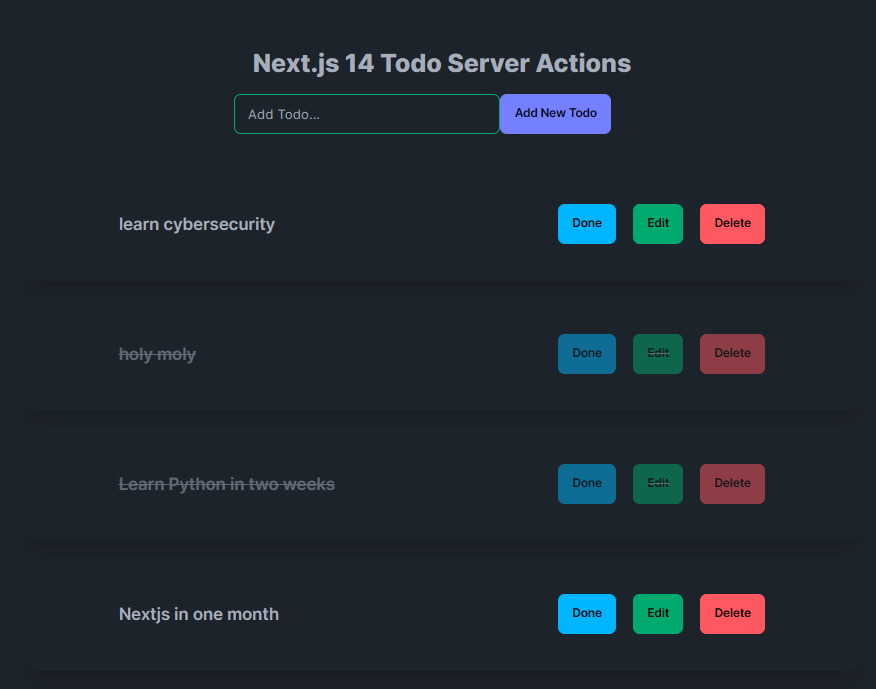 Next.js 14 Todo Server Actions
Add Todo... Add New Todo
learn cybersecurity Done Edit Delete
holy moly Done Edit Delete
Learn Python in two weeks Done Edit Delete
Nextjs in one month Done Edit Delete